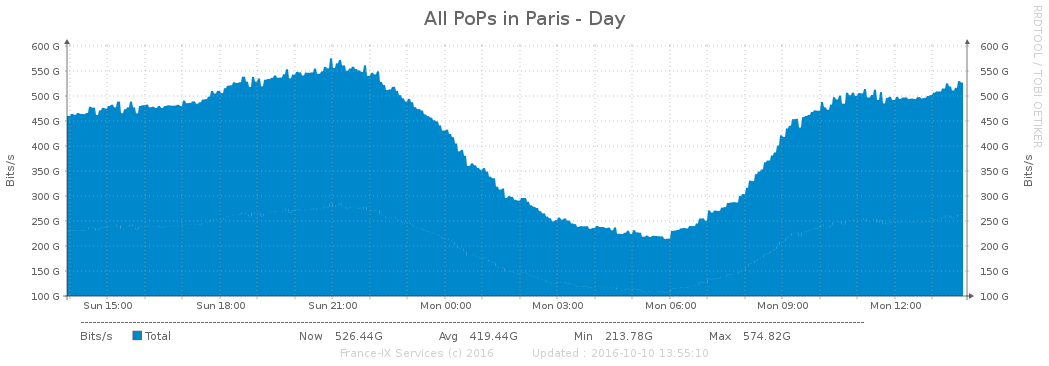 All PoPs in Paris - Day
RRDTOOL / TOBI OETIKER
600 G 600 G
550 G 550 G
500 G 500 G
450 G 450 G
400 G 400 G
350 G 350 G
300 G 300 G
250 G 250 G
200 G 200 G
150 G 150 G
100 G 100 G
Bits/s
Bits/s
Sun 15:00 Sun 18:00 Sun 21:00 Mon 00:00 Mon 03:00 Mon 06:00 Mon 09:00 Mon 12:00
Bits/s Total Now 526.44G Avg 419.44G Min 213.78G Max 574.82G
France-IX Services (c) 2016 Updated : 2016-10-10 13:55:10